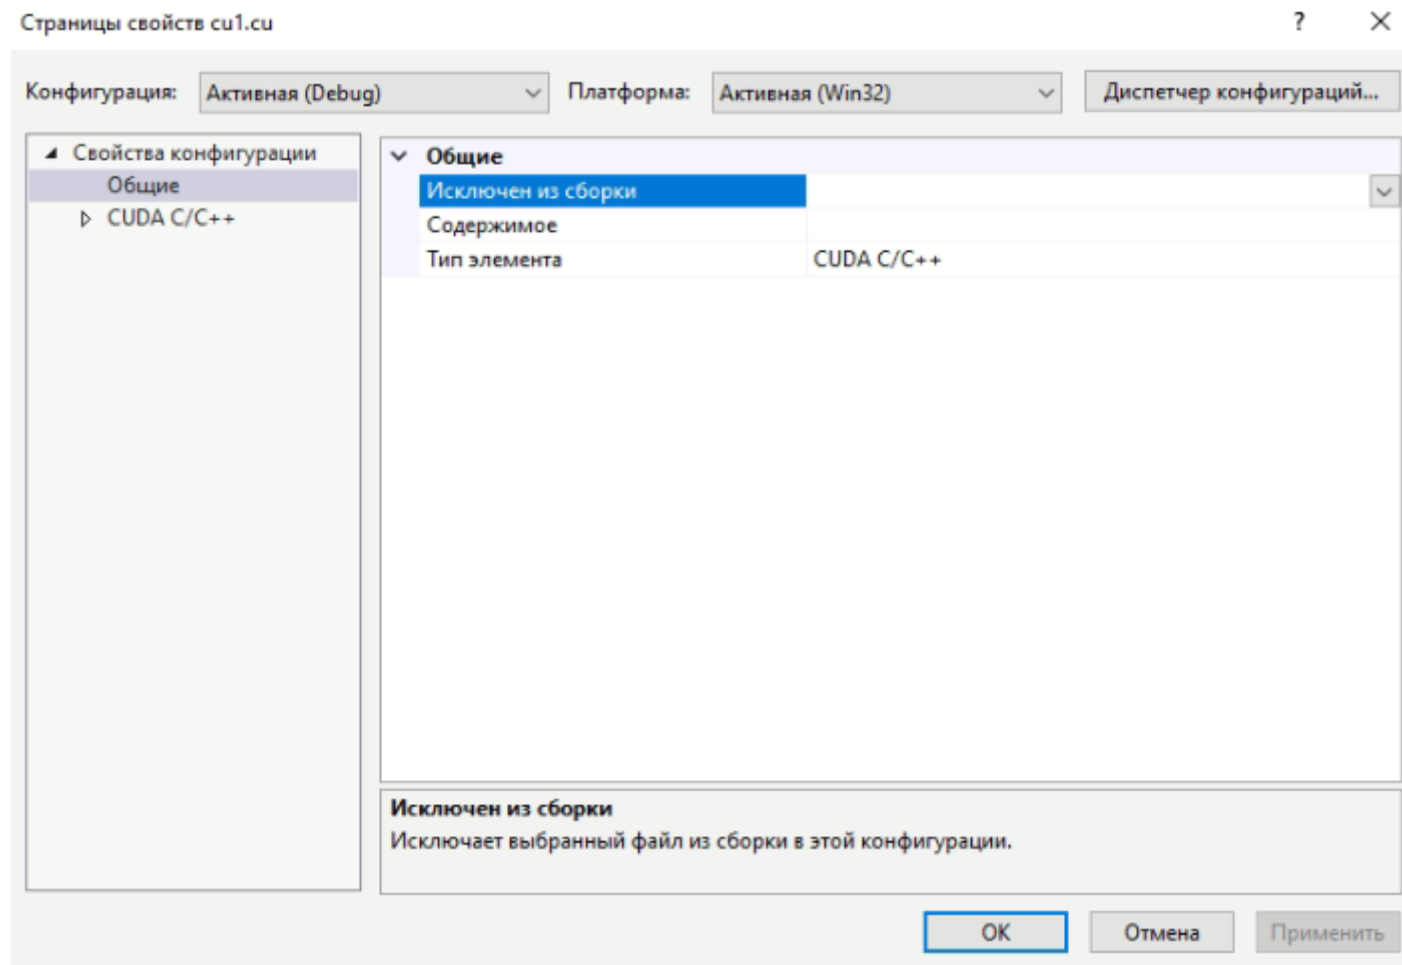 Страницы свойств cu1.cu ?
Конфигурация: Активная (Debug) Платформа: Активная (Win32) Диспетчер конфигураций...
Свойства конфигурации
Общие
CUDA C/C++
Общие
Исключен из сборки
Содержимое
Тип элемента CUDA C/C++
Исключен из сборки
Исключает выбранный файл из сборки в этой конфигурации.
ОК Отмена Применить